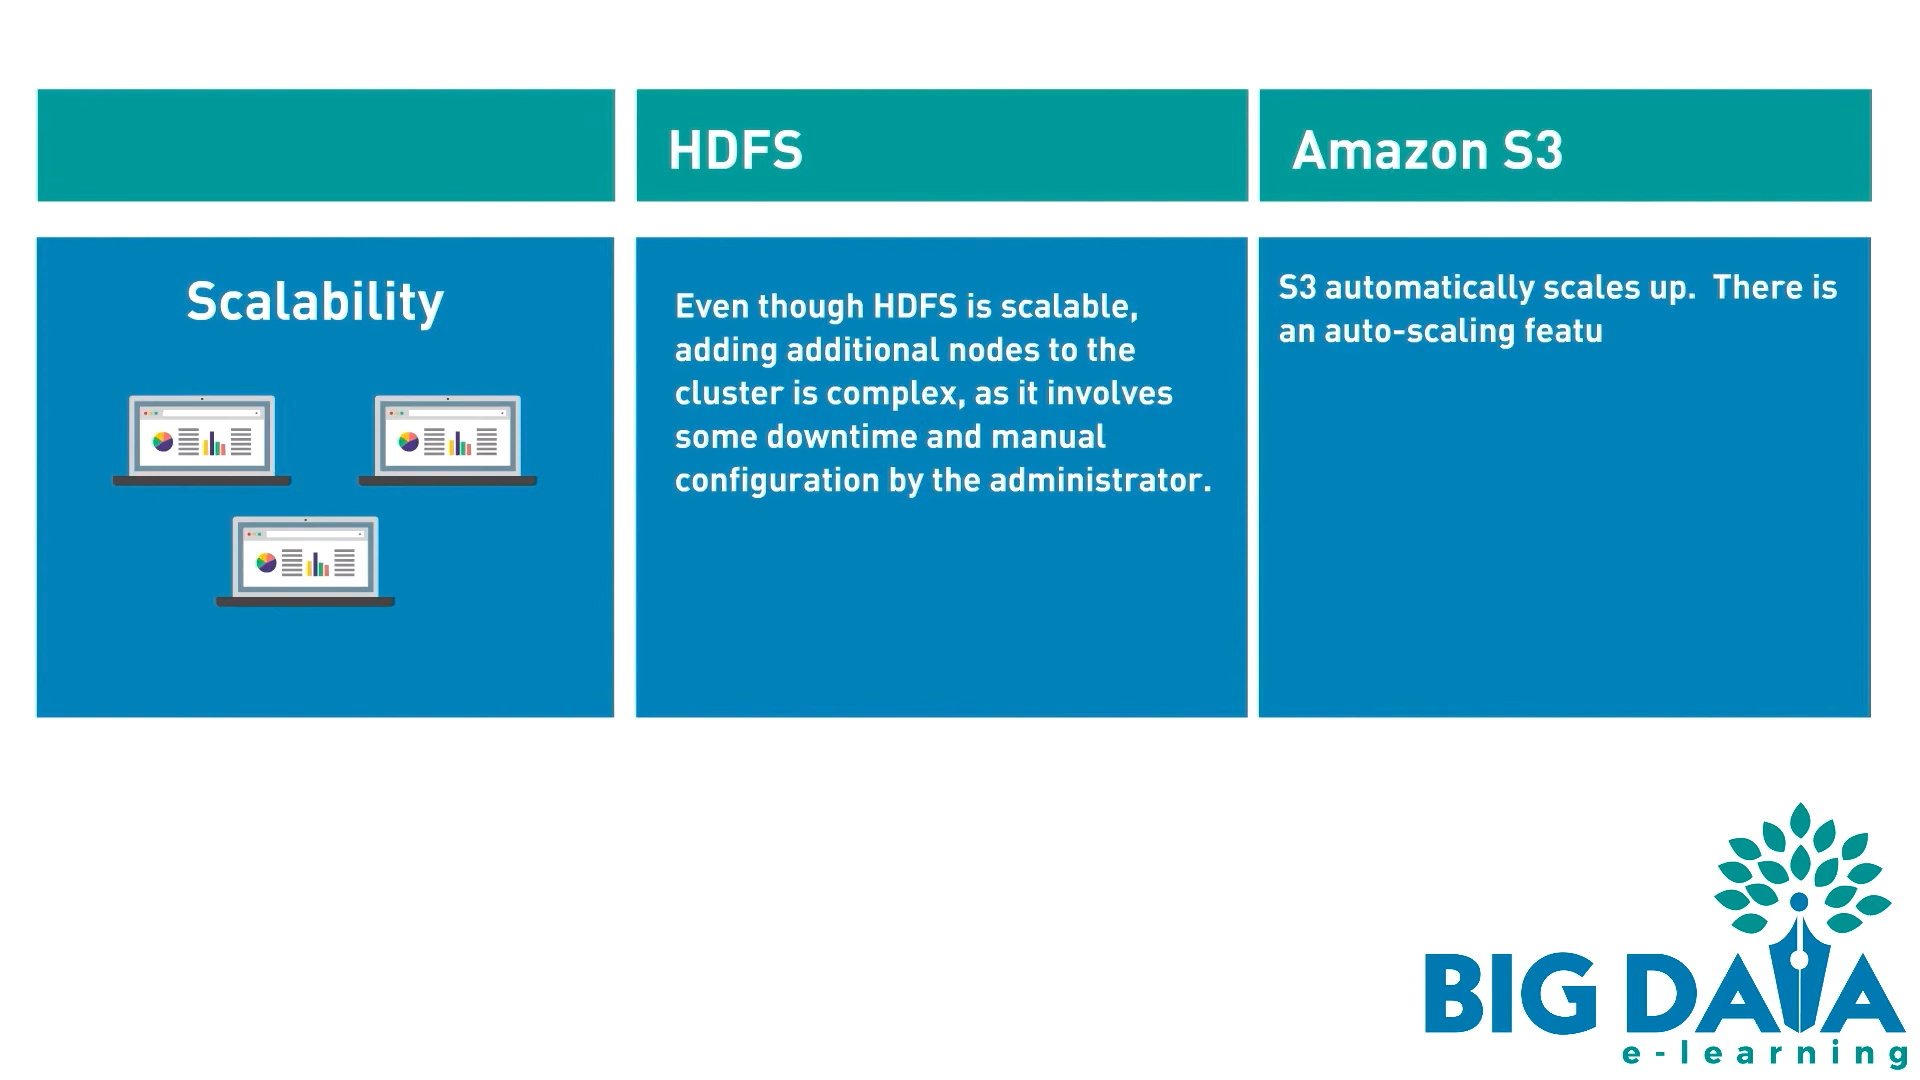 HDFS
Amazon S3
Scalability
Even though HDFS is scalable,
adding additional nodes to the
cluster is complex, as it involves
some downtime and manual
configuration by the administrator.
S3 automatically scales up.  There is
an auto-scaling featu
BIG DATA
e-learning